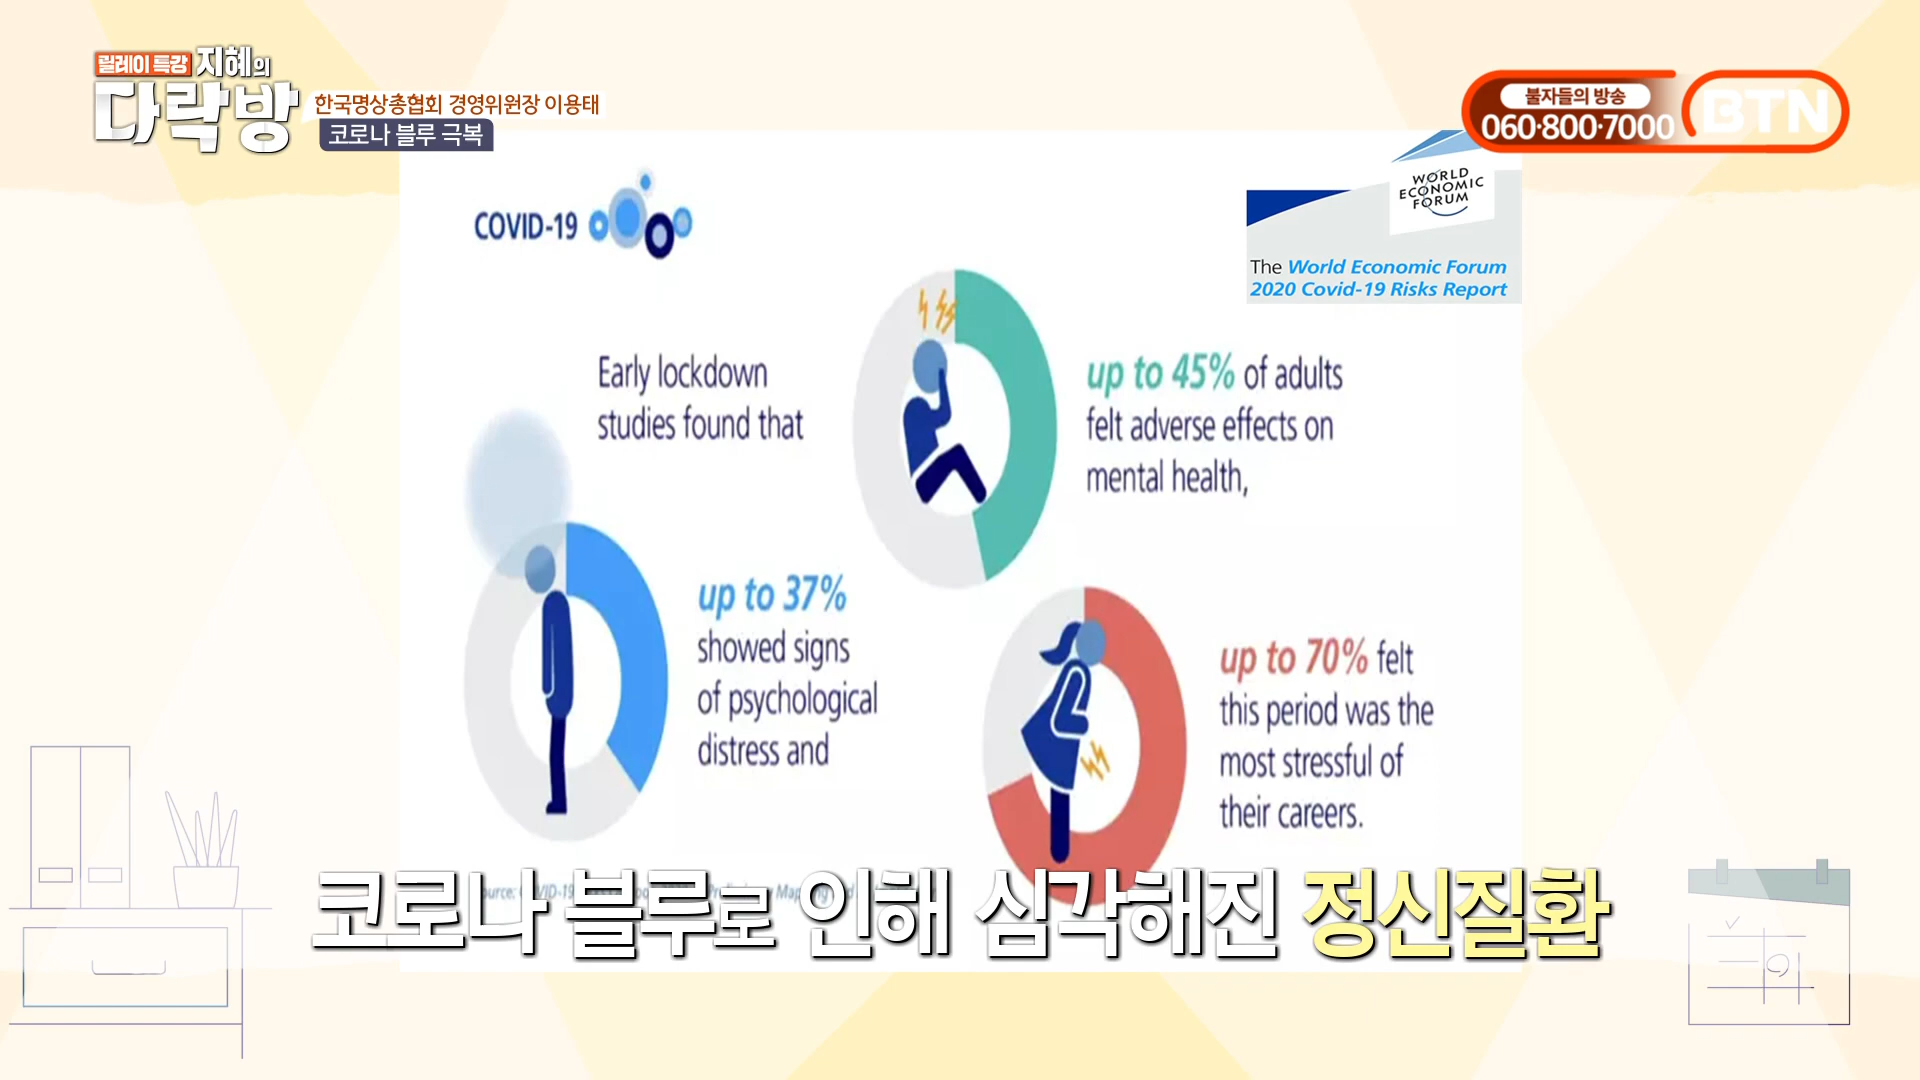 릴레이 특강 지혜의
다락방
한국명상총협회 경영위원장 이용태
코로나 블루 극복
불자들의 방송
060·800·7000
BTN
COVID-19
WORLD
ECONOMIC
FORUM
The World Economic Forum
2020 Covid-19 Risks Report
Early lockdown
studies found that
up to 45% of adults
felt adverse effects on
mental health,
up to 37%
showed signs
of psychological
distress and
up to 70% felt
this period was the
most stressful of
their careers.
코로나 블루로 인해 심각해진 정신질환